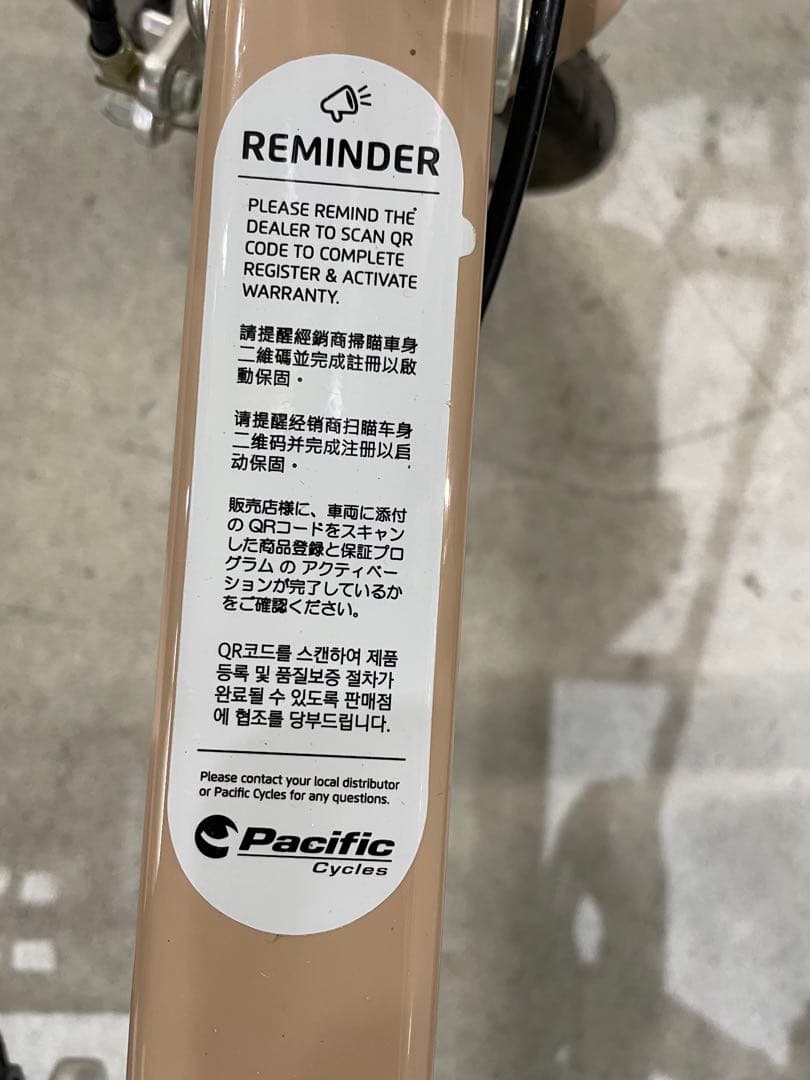 REMINDER
PLEASE REMIND THE
DEALER TO SCAN QR
CODE TO COMPLETE
REGISTER & ACTIVATE
WARRANTY.
請提醒經銷商掃瞄車身
二維碼並完成註冊以啟
動保固。
请提醒经销商扫瞄车身
二维码并完成注册以启
动保固。
販売店様に、車両に添付
の QRコードをスキャン
した商品登録と保証プロ
グラム の アクティベー
ションが完了しているか
をご確認ください。
QR코드를 스캔하여 제품
등록 및 품질보증 절차가
완료될 수 있도록 판매점
에 협조를 당부드립니다.
Please contact your local distributor
or Pacific Cycles for any questions.
Pacific
Cycles